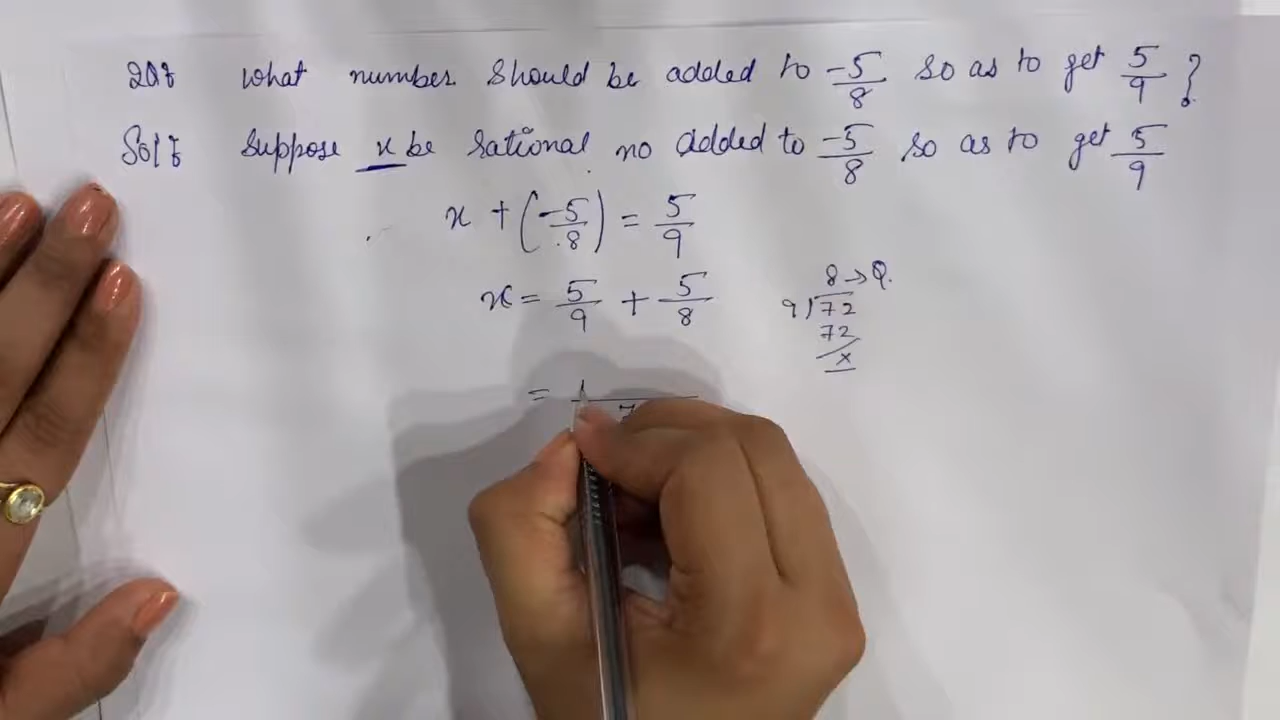 20% what number should be added to -5/8 so as to get 5/9 ?
Sol% Suppose x be rational no added to -5/8 so as to get 5/9
x + (-5/8) = 5/9
x = 5/9 + 5/8
8 → Q.
9 ) 72
72
x
=